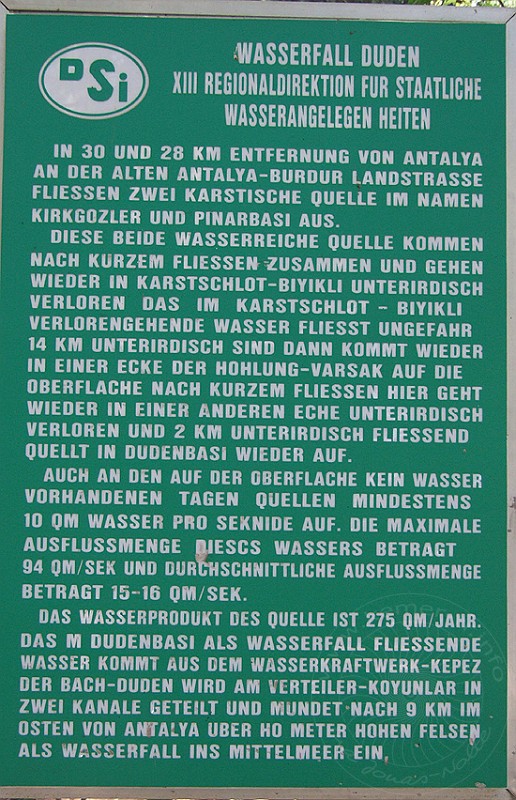 DSi
WASSERFALL DUDEN
XIII REGIONALDIREKTION FUR STAATLICHE
WASSERANGELEGEN HEITEN
IN 30 UND 28 KM ENTFERNUNG VON ANTALYA
AN DER ALTEN ANTALYA-BURDUR LANDSTRASSE
FLIESSEN ZWEI KARSTISCHE QUELLE IM NAMEN
KIRKGOZLER UND PINARBASI AUS.
DIESE BEIDE WASSERREICHE QUELLE KOMMEN
NACH KURZEM FLIESSEN ZUSAMMEN UND GEHEN
WIEDER IN KARSTSCHLOT-BIYIKLI UNTERIRDISCH
VERLOREN DAS IM KARSTSCHLOT - BIYIKLI
VERLORENGEHENDE WASSER FLIESST UNGEFAHR
14 KM UNTERIRDISCH SIND DANN KOMMT WIEDER
IN EINER ECKE DER HOHLUNG-VARSAK AUF DIE
OBERFLACHE NACH KURZEM FLIESSEN HIER GEHT
WIEDER IN EINER ANDEREN ECHE UNTERIRDISCH
VERLOREN UND 2 KM UNTERIRDISCH FLIESSEND
QUELLT IN DUDENBASI WIEDER AUF.
AUCH AN DEN AUF DER OBERFLACHE KEIN WASSER
VORHANDENEN TAGEN QUELLEN MINDESTENS
10 QM WASSER PRO SEKNIDE AUF. DIE MAXIMALE
AUSFLUSSMENGE DIESCS WASSERS BETRAGT
94 QM/SEK UND DURCHSCHNITTLICHE AUSFLUSSMENGE
BETRAGT 15-16 QM/SEK.
DAS WASSERPRODUKT DES QUELLE IST 275 QM/JAHR.
DAS M DUDENBASI ALS WASSERFALL FLIESSENDE
WASSER KOMMT AUS DEM WASSERKRAFTWERK-KEPEZ
DER BACH-DUDEN WIRD AM VERTEILER-KOYUNLAR IN
ZWEI KANALE GETEILT UND MUNDET NACH 9 KM IM
OSTEN VON ANTALYA UBER HO METER HOHEN FELSEN
ALS WASSERFALL INS MITTELMEER EIN